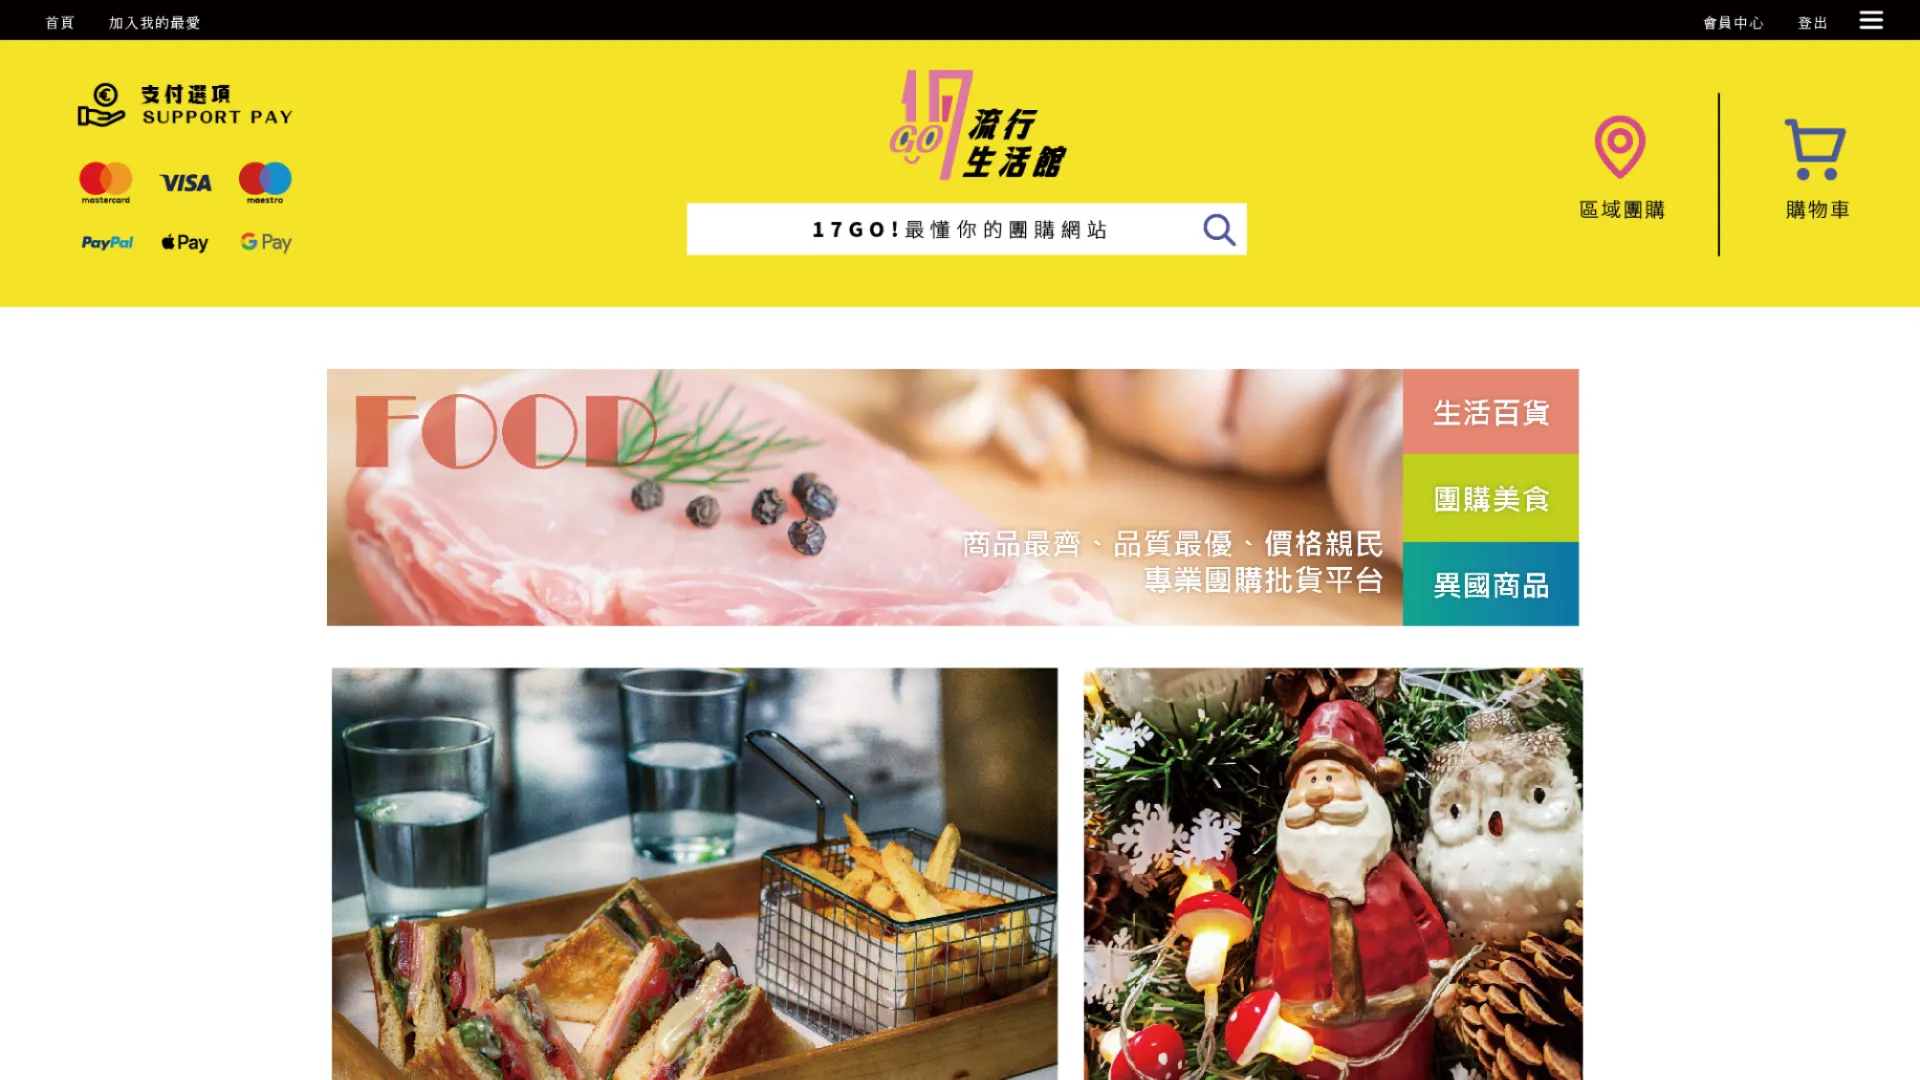 首頁 加入我的最愛 會員中心 登出
支付選項
SUPPORT PAY
mastercard VISA maestro
PayPal Pay G Pay
17 GO 流行
生活館
17GO!最懂你的團購網站
區域團購 購物車
FOOD
商品最齊、品質最優、價格親民
專業團購批貨平台
生活百貨
團購美食
異國商品